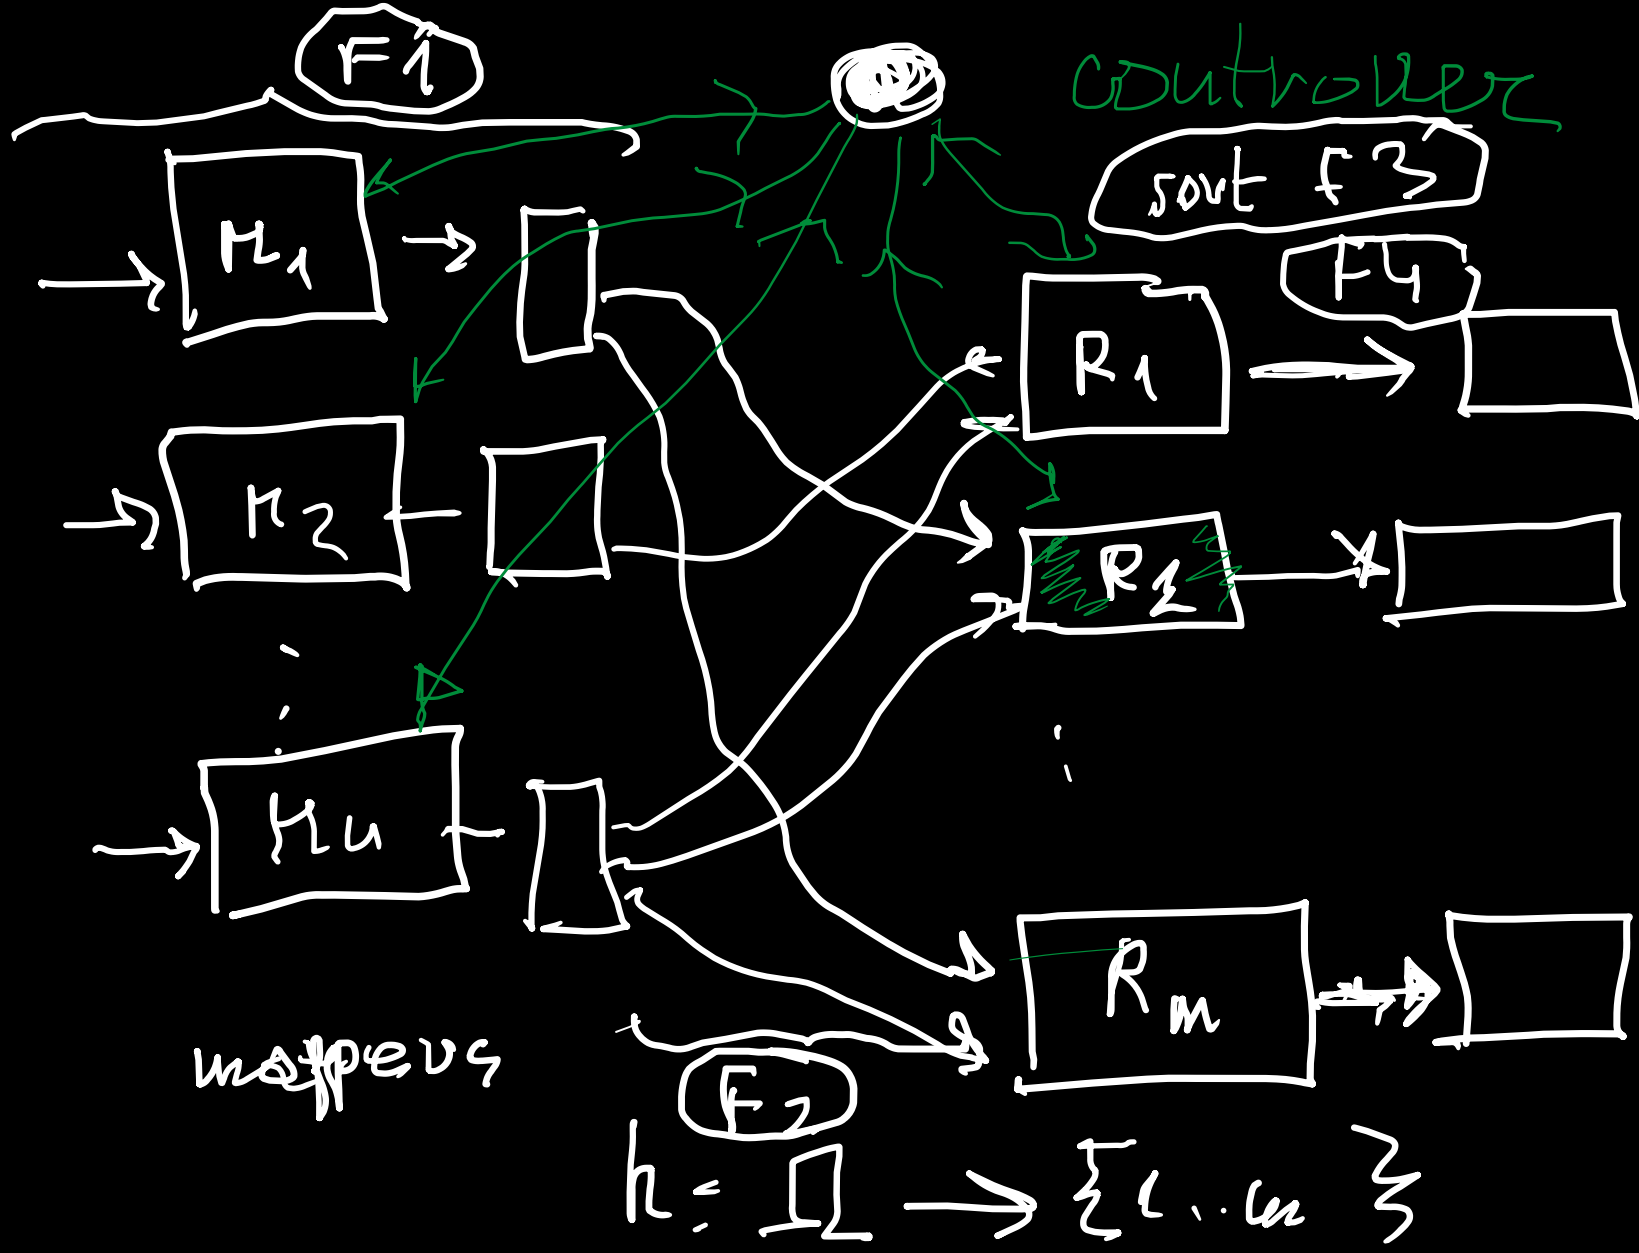 F1
controller
sort F3
F4
M1
R1
M2
R2
Mn
Rm
mappers
F2
h: Ω → {1...m}